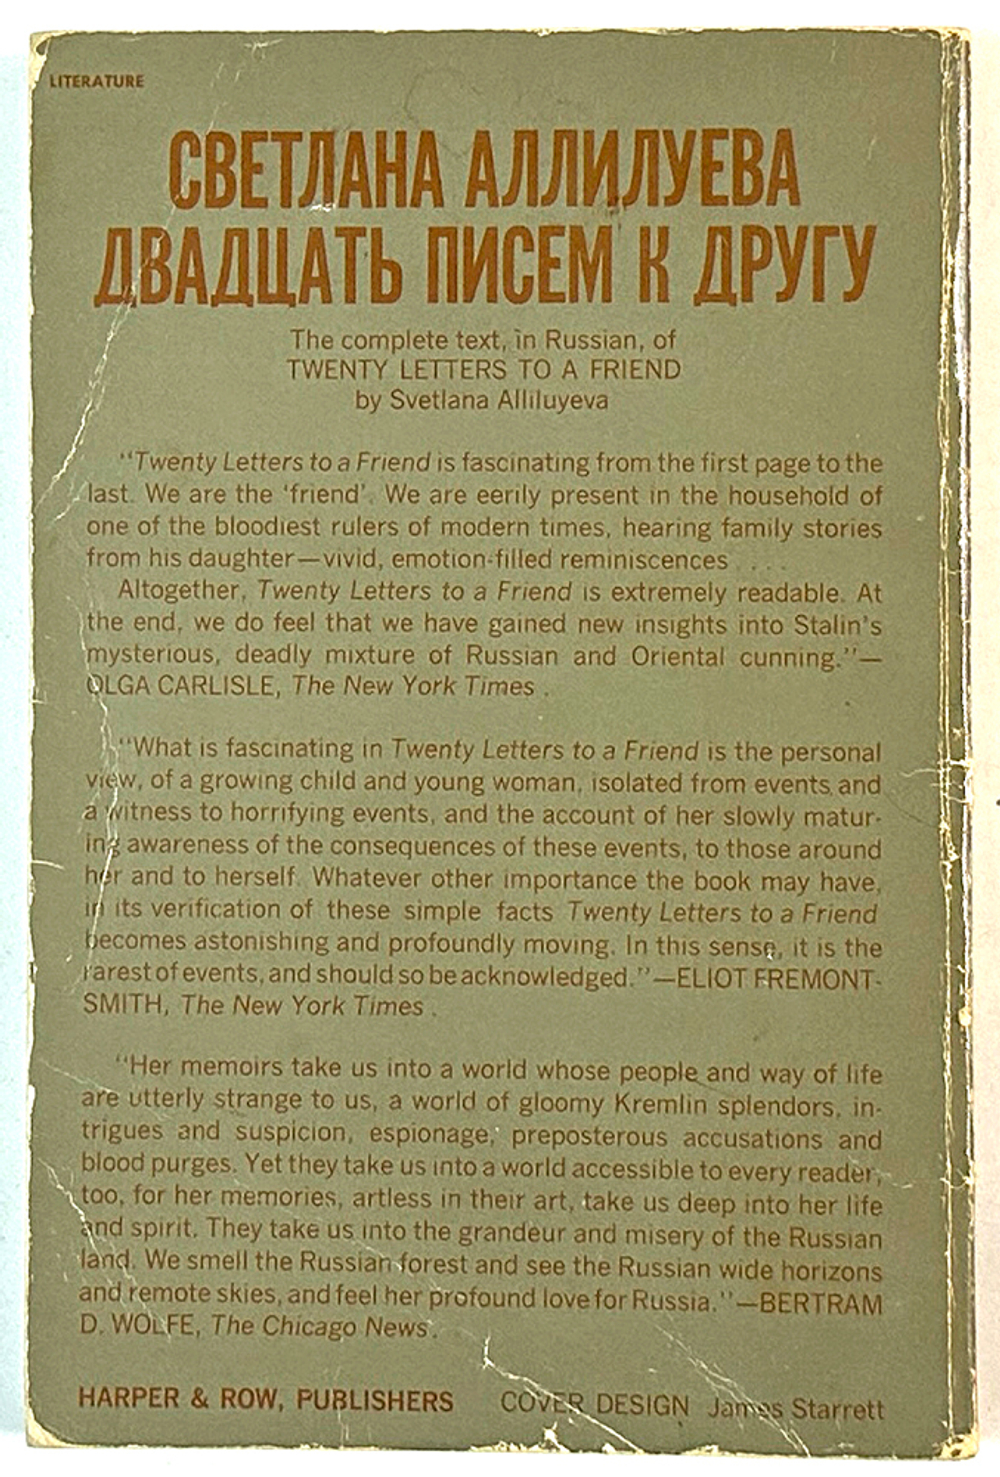 LITERATURE
СВЕТЛАНА АЛЛИЛУЕВА
ДВАДЦАТЬ ПИСЕМ К ДРУГУ
The complete text, in Russian, of
TWENTY LETTERS TO A FRIEND
by Svetlana Alliluyeva
"Twenty Letters to a Friend is fascinating from the first page to the
last. We are the 'friend'. We are eerily present in the household of
one of the bloodiest rulers of modern times, hearing family stories
from his daughter—vivid, emotion-filled reminiscences ....
Altogether, Twenty Letters to a Friend is extremely readable. At
the end, we do feel that we have gained new insights into Stalin's
mysterious, deadly mixture of Russian and Oriental cunning."—
OLGA CARLISLE, The New York Times .
"What is fascinating in Twenty Letters to a Friend is the personal
view, of a growing child and young woman, isolated from events and
a witness to horrifying events, and the account of her slowly matur-
ing awareness of the consequences of these events, to those around
her and to herself. Whatever other importance the book may have,
in its verification of these simple facts Twenty Letters to a Friend
becomes astonishing and profoundly moving. In this sense, it is the
rarest of events, and should so be acknowledged."—ELIOT FREMONT-
SMITH, The New York Times .
"Her memoirs take us into a world whose people and way of life
are utterly strange to us, a world of gloomy Kremlin splendors, in-
trigues and suspicion, espionage, preposterous accusations and
blood purges. Yet they take us into a world accessible to every reader,
too, for her memories, artless in their art, take us deep into her life
and spirit. They take us into the grandeur and misery of the Russian
land. We smell the Russian forest and see the Russian wide horizons
and remote skies, and feel her profound love for Russia."—BERTRAM
D. WOLFE, The Chicago News.
HARPER & ROW, PUBLISHERS COVER DESIGN James Starrett